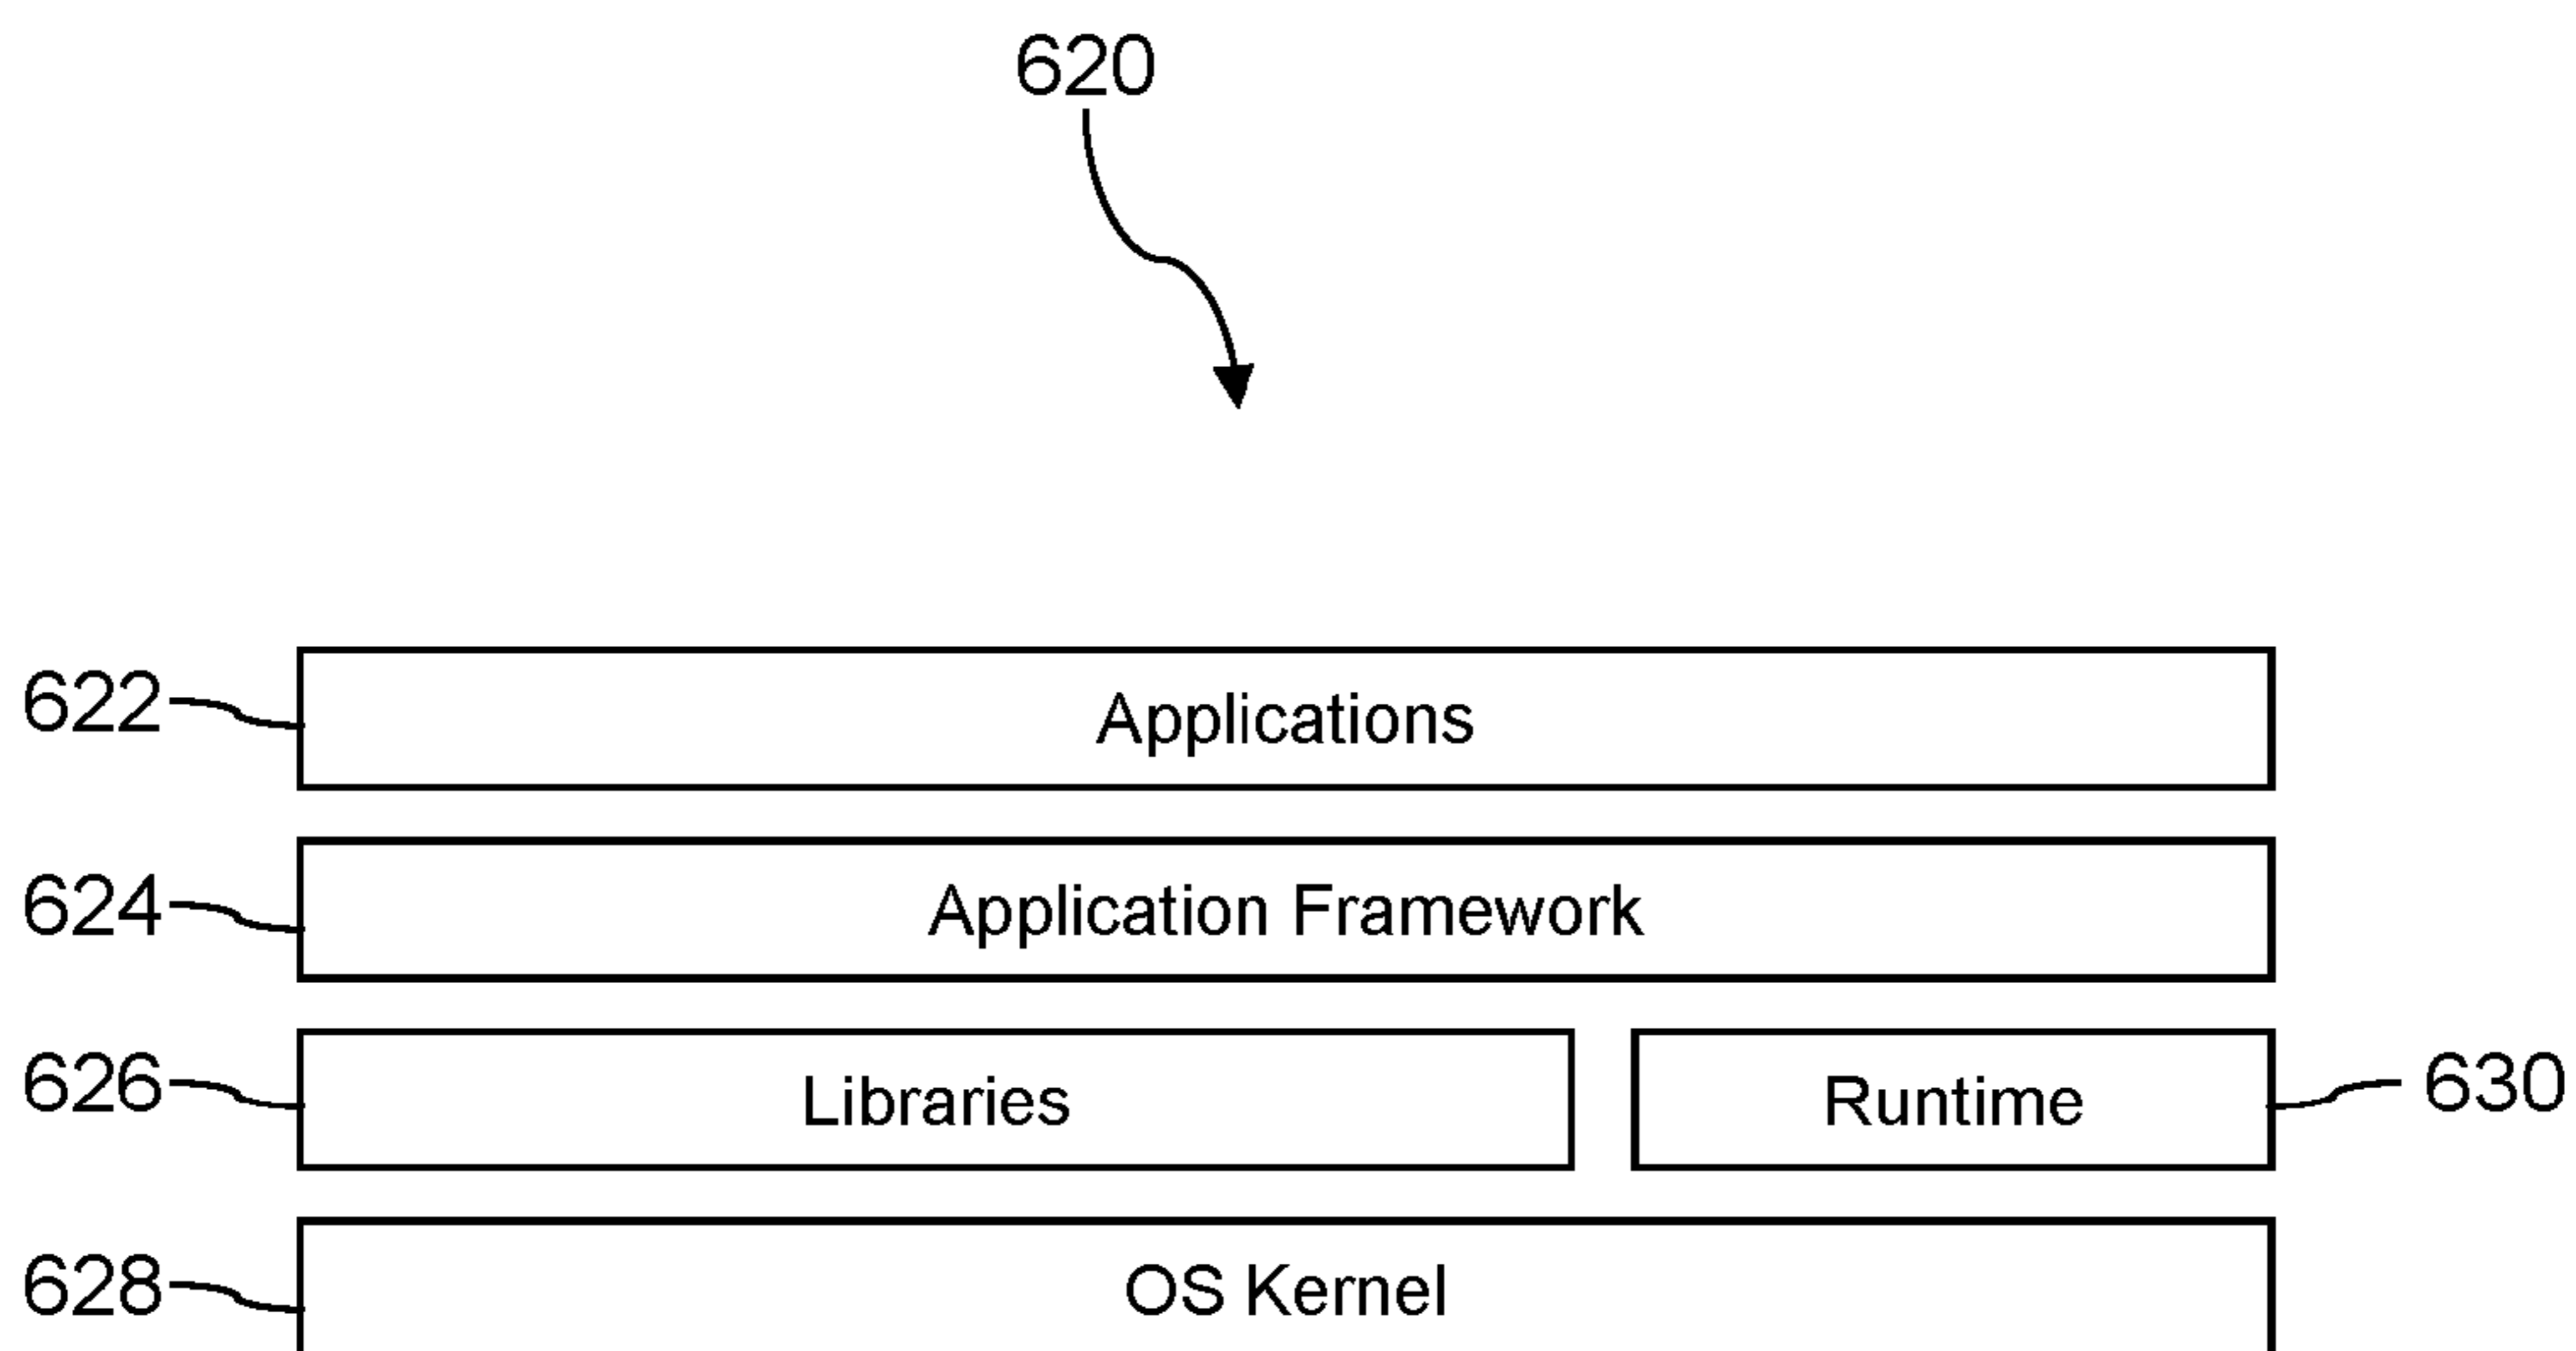 620
622 Applications
624 Application Framework
626 Libraries Runtime 630
628 OS Kernel